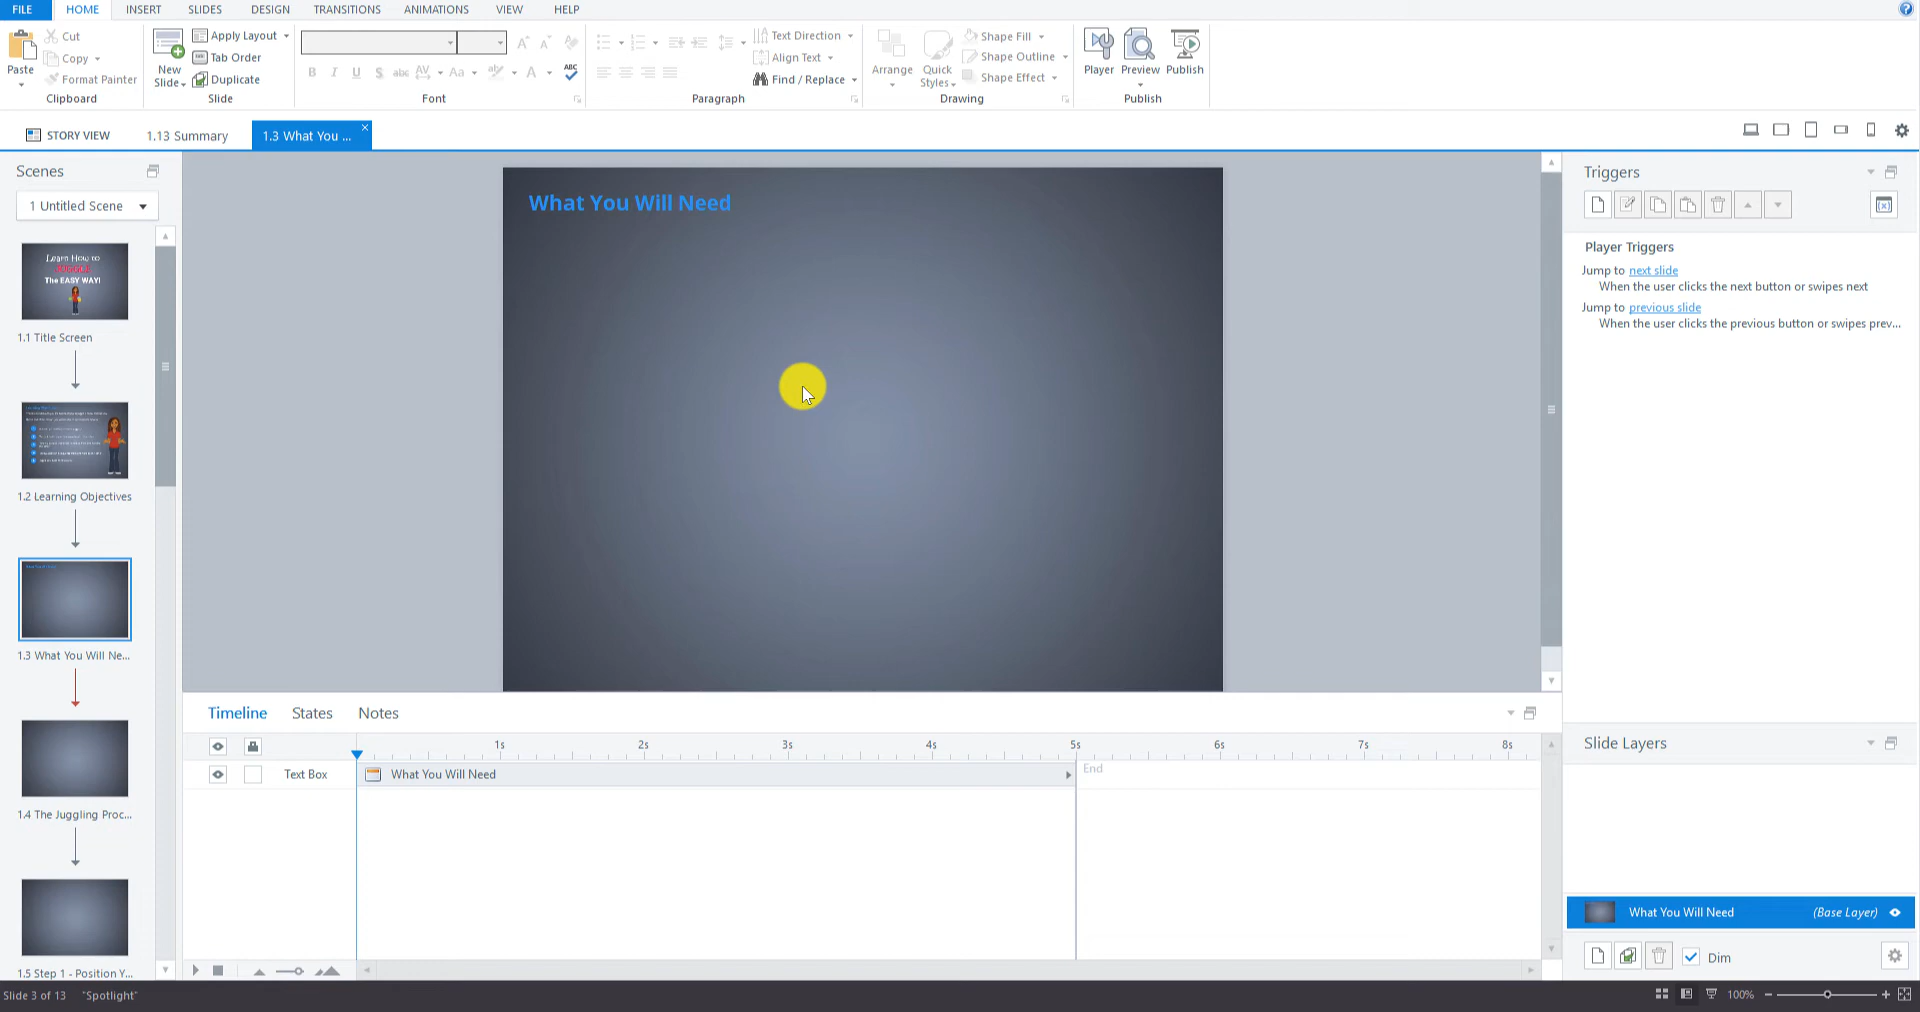 FILE HOME INSERT SLIDES DESIGN TRANSITIONS ANIMATIONS VIEW HELP
Paste
Cut
Copy
Format Painter
Clipboard
New Slide
Apply Layout
Tab Order
Duplicate
Slide
B I U S abc AV Aa A
ABC
Font
Text Direction
Align Text
Find / Replace
Paragraph
Arrange
Quick Styles
Shape Fill
Shape Outline
Shape Effect
Drawing
Player
Preview
Publish
Publish
STORY VIEW
1.13 Summary
1.3 What You ...
Scenes
1 Untitled Scene
Learn How to
The EASY WAY!
1.1 Title Screen
1.2 Learning Objectives
1.3 What You Will Ne...
1.4 The Juggling Proc...
1.5 Step 1 - Position Y...
What You Will Need
Timeline States Notes
1s 2s 3s 4s 5s 6s 7s 8s
Text Box What You Will Need End
Triggers
Player Triggers
Jump to next slide
When the user clicks the next button or swipes next
Jump to previous slide
When the user clicks the previous button or swipes prev...
Slide Layers
What You Will Need (Base Layer)
Dim
Slide 3 of 13 "Spotlight"
100%